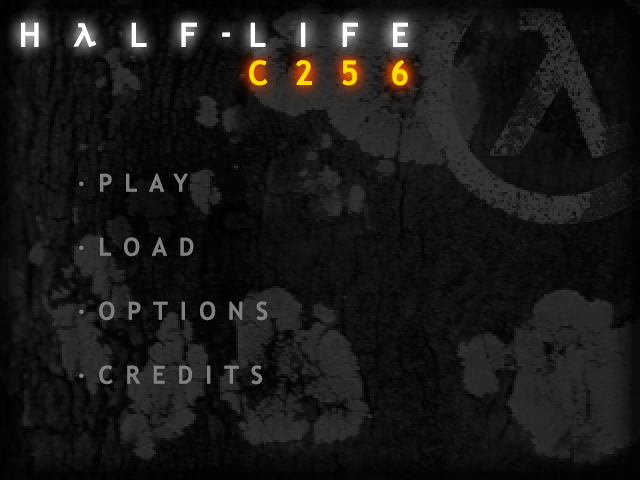 HλLF-LIFE
C256
· PLAY
· LOAD
· OPTIONS
· CREDITS